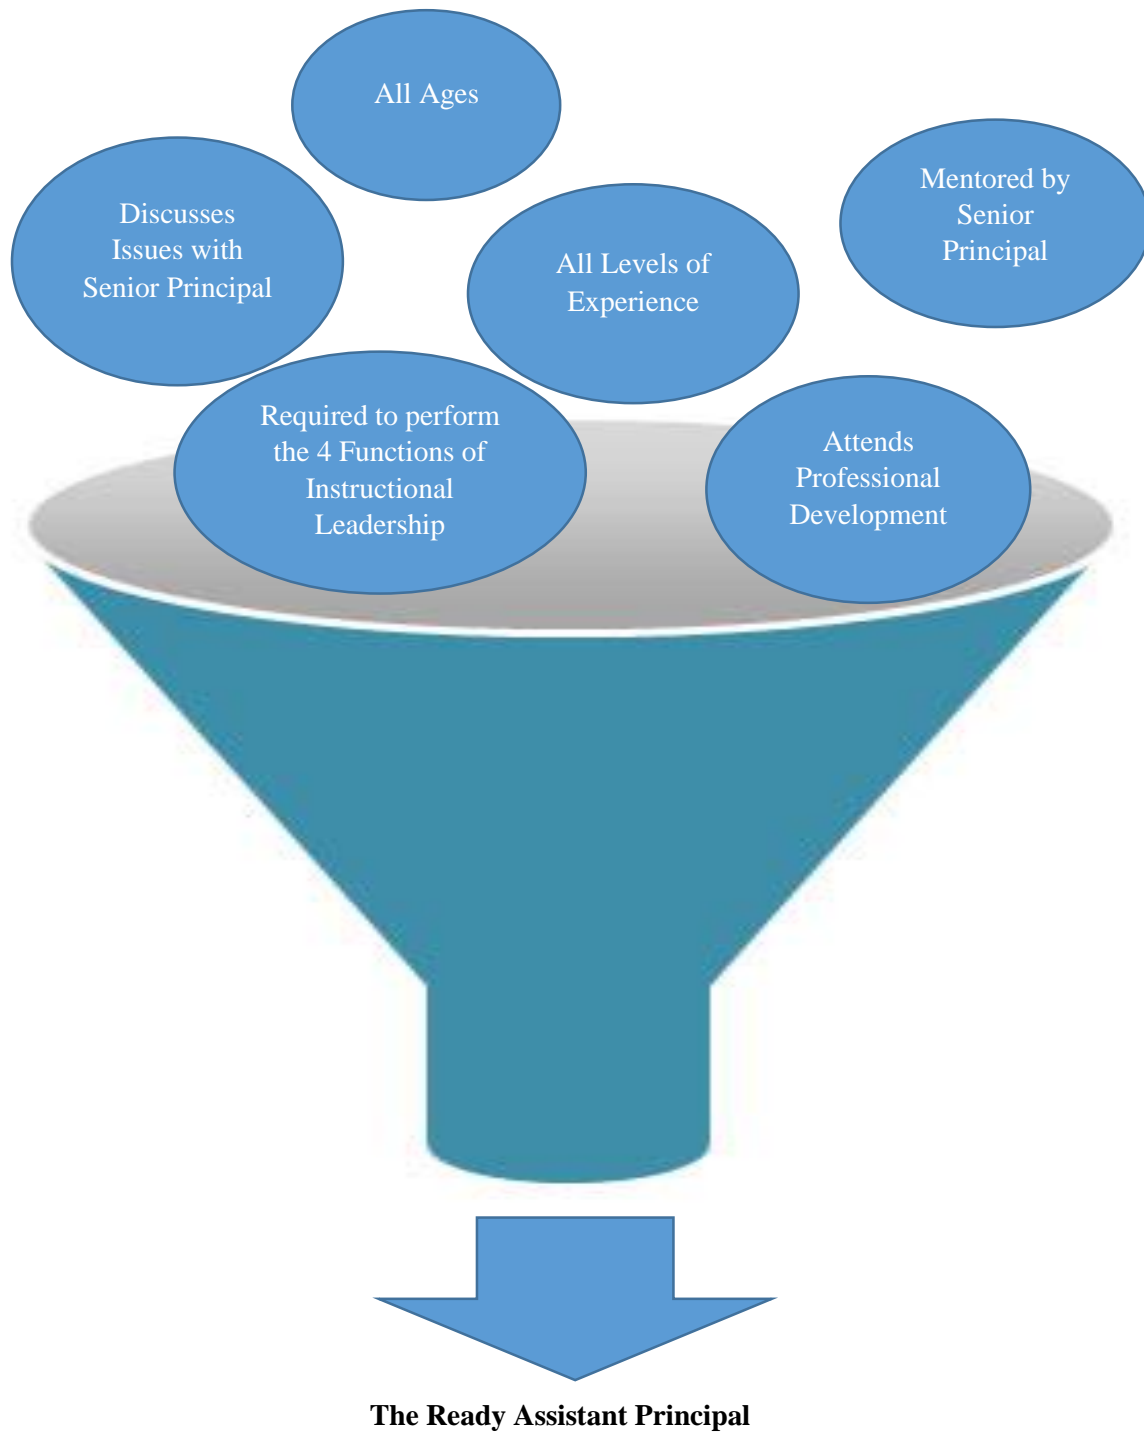 All Ages
Discusses
Issues with
Senior Principal
All Levels of
Experience
Mentored by
Senior
Principal
Required to perform
the 4 Functions of
Instructional
Leadership
Attends
Professional
Development
The Ready Assistant Principal